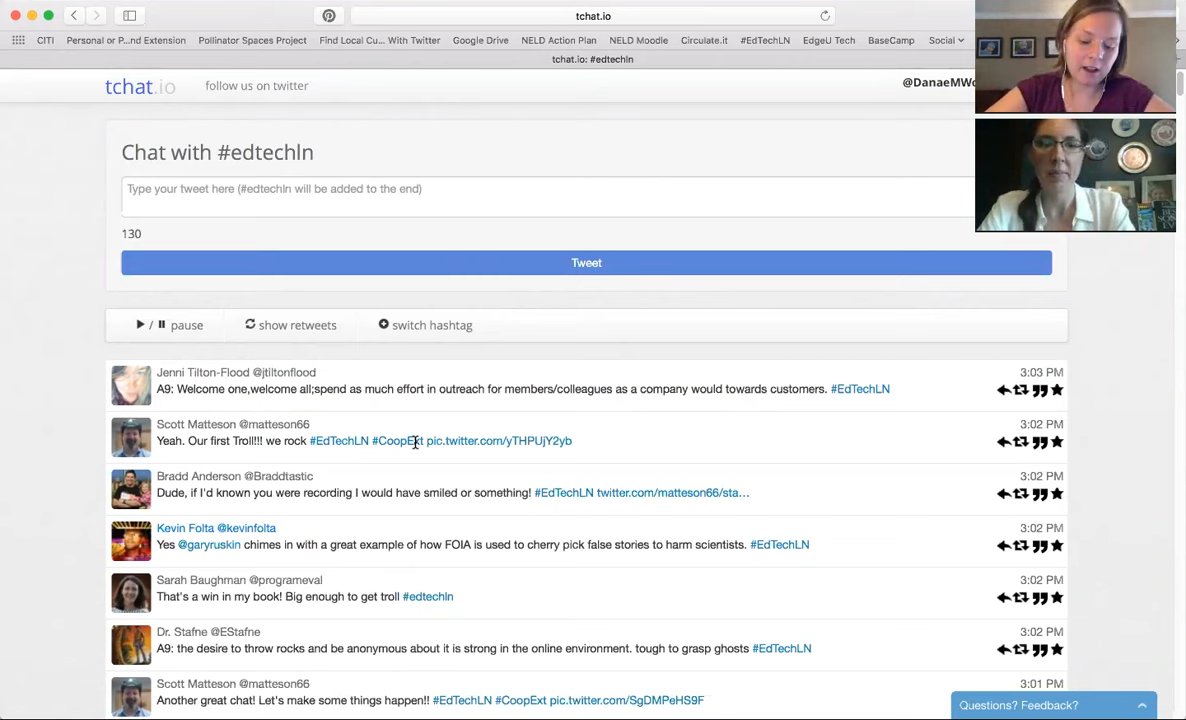 tchat.io
CITI Personal or P...nd Extension Pollinator Spaces Project Find Local Cu... With Twitter Google Drive NELD Action Plan NELD Moodle Circulate.it #EdTechLN EdgeU Tech BaseCamp Social
tchat.io: #edtechln
tchat.io follow us on twitter @DanaeMWo
Chat with #edtechln
Type your tweet here (#edtechln will be added to the end)
130
Tweet
/ pause show retweets switch hashtag
Jenni Tilton-Flood @jtiltonflood 3:03 PM
A9: Welcome one,welcome all;spend as much effort in outreach for members/colleagues as a company would towards customers. #EdTechLN
Scott Matteson @matteson66 3:02 PM
Yeah. Our first Troll!!! we rock #EdTechLN #CoopExt pic.twitter.com/yTHPUjY2yb
Bradd Anderson @Braddtastic 3:02 PM
Dude, if I'd known you were recording I would have smiled or something! #EdTechLN twitter.com/matteson66/sta...
Kevin Folta @kevinfolta 3:02 PM
Yes @garyruskin chimes in with a great example of how FOIA is used to cherry pick false stories to harm scientists. #EdTechLN
Sarah Baughman @programeval 3:02 PM
That's a win in my book! Big enough to get troll #edtechln
Dr. Stafne @EStafne 3:02 PM
A9: the desire to throw rocks and be anonymous about it is strong in the online environment. tough to grasp ghosts #EdTechLN
Scott Matteson @matteson66 3:01 PM
Another great chat! Let's make some things happen!! #EdTechLN #CoopExt pic.twitter.com/SgDMPeHS9F
Questions? Feedback?